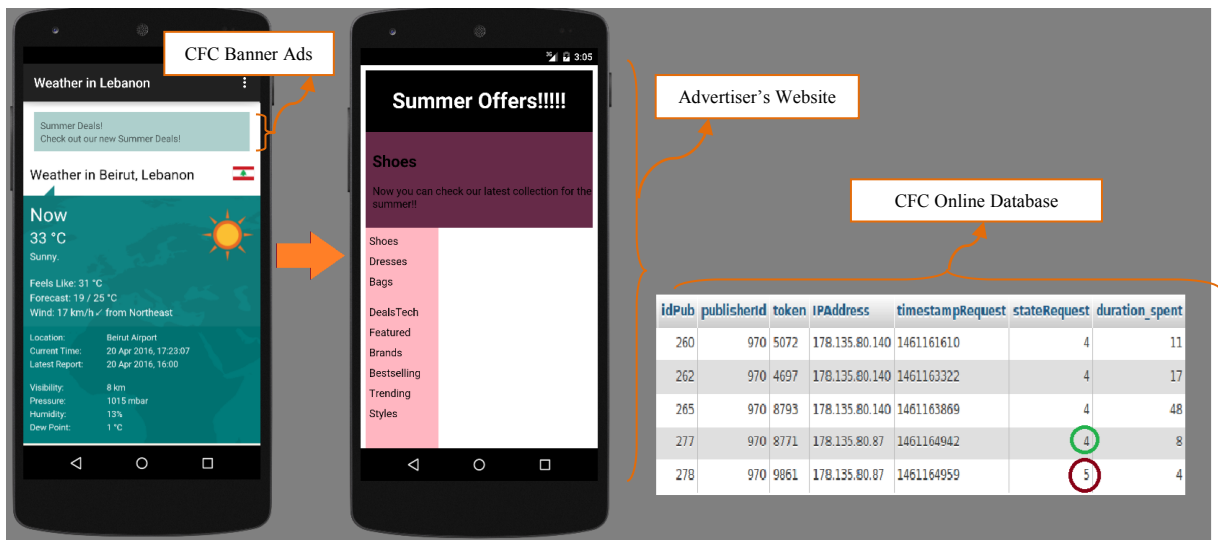 CFC Banner Ads
Weather in Lebanon
Summer Deals!
Check out our new Summer Deals!
Weather in Beirut, Lebanon
Now
33 °C
Sunny.
Feels Like: 31 °C
Forecast: 19 / 25 °C
Wind: 17 km/h ✓ from Northeast
Location: Beirut Airport
Current Time: 20 Apr 2016, 17:23:07
Latest Report: 20 Apr 2016, 16:00
Visibility: 8 km
Pressure: 1015 mbar
Humidity: 13%
Dew Point: 1 °C
3G 3:05
Summer Offers!!!!!
Shoes
Now you can check our latest collection for the
summer!!
Shoes
Dresses
Bags
DealsTech
Featured
Brands
Bestselling
Trending
Styles
Advertiser's Website
CFC Online Database
idPub publisherId token IPAddress timestampRequest stateRequest duration_spent
260 970 5072 178.135.80.140 1461161610 4 11
262 970 4697 178.135.80.140 1461163322 4 17
265 970 8793 178.135.80.140 1461163869 4 48
277 970 8771 178.135.80.87 1461164942 4 8
278 970 9861 178.135.80.87 1461164959 5 4